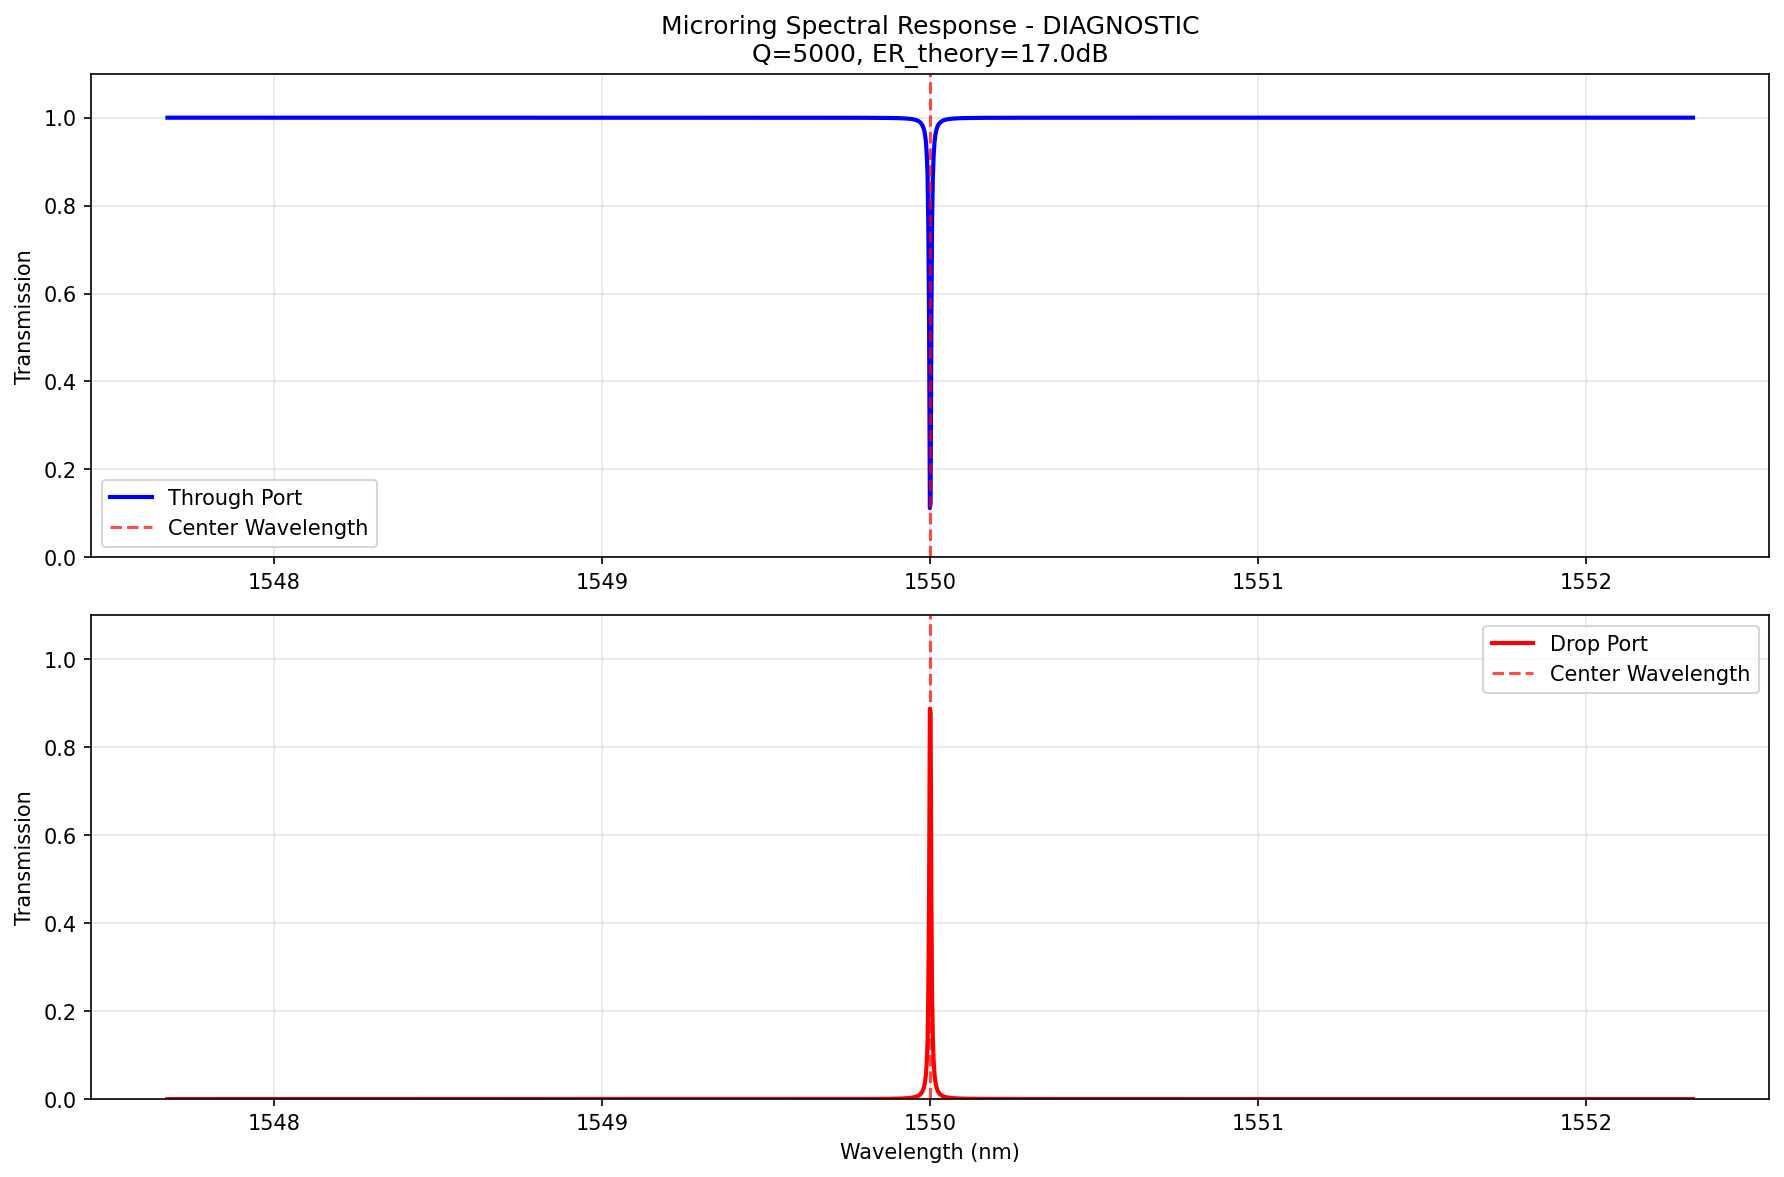 Microring Spectral Response - DIAGNOSTIC
Q=5000, ER_theory=17.0dB
Transmission
1.0
0.8
0.6
0.4
0.2
0.0
Through Port
Center Wavelength
1548
1549
1550
1551
1552
Transmission
1.0
0.8
0.6
0.4
0.2
0.0
Drop Port
Center Wavelength
1548
1549
1550
1551
1552
Wavelength (nm)